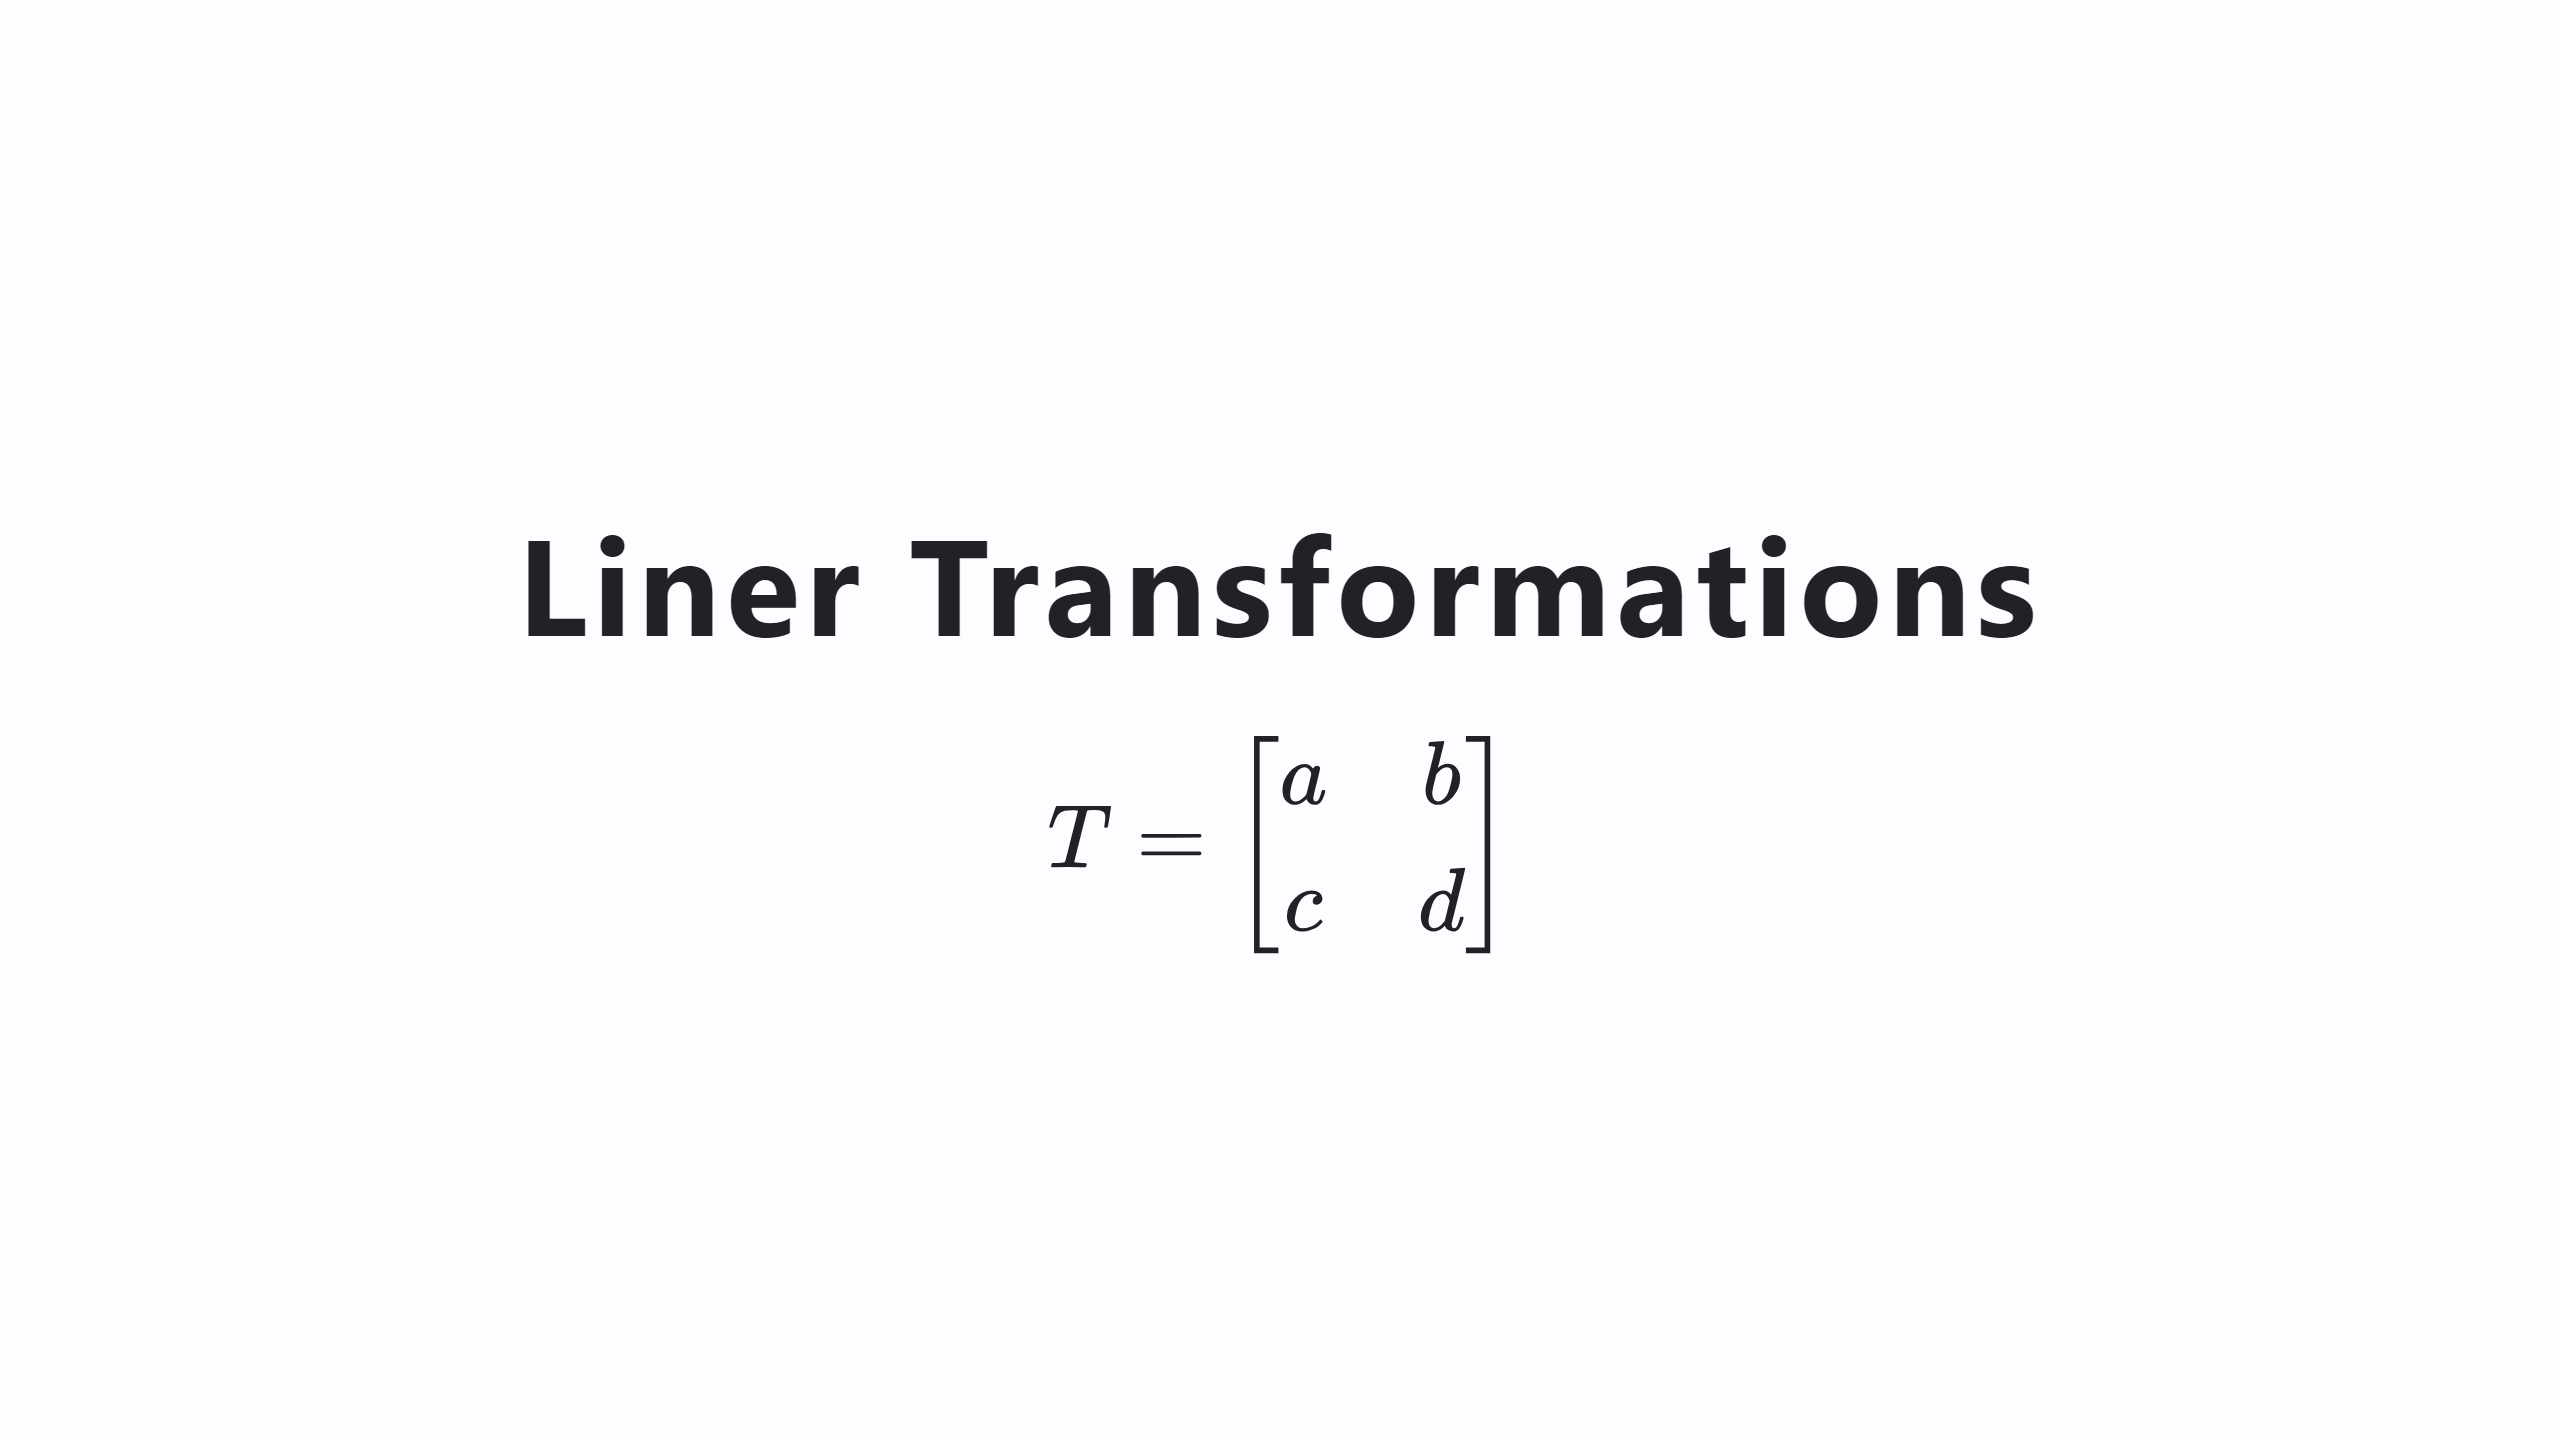 Liner Transformations
T = [a b
c d]